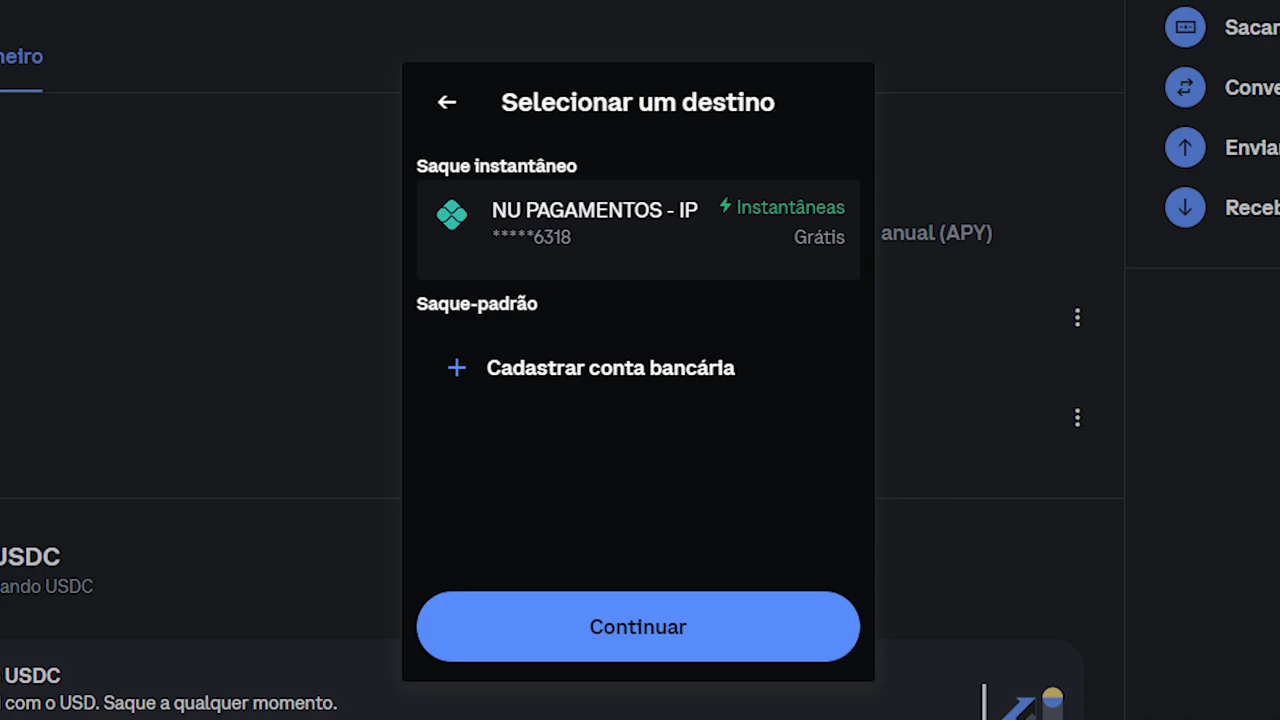 neiro
Sacar
Selecionar um destino
Conve
Saque instantâneo
Envia
NU PAGAMENTOS - IP
Instantâneas
*****6318
Grátis
Receb
anual (APY)
Saque-padrão
Cadastrar conta bancária
USDC
ando USDC
Continuar
USDC
com o USD. Saque a qualquer momento.